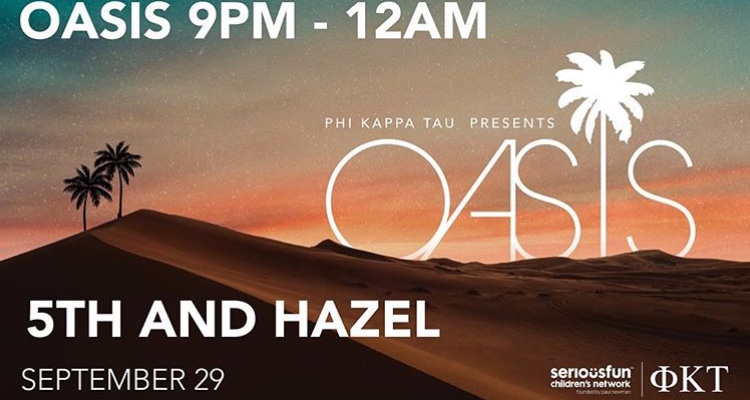 OASIS 9PM - 12AM
PHI KAPPA TAU PRESENTS
OASIS
5TH AND HAZEL
SEPTEMBER 29
seriousfun
children's network
founded by paul newman
ΦΚΤ